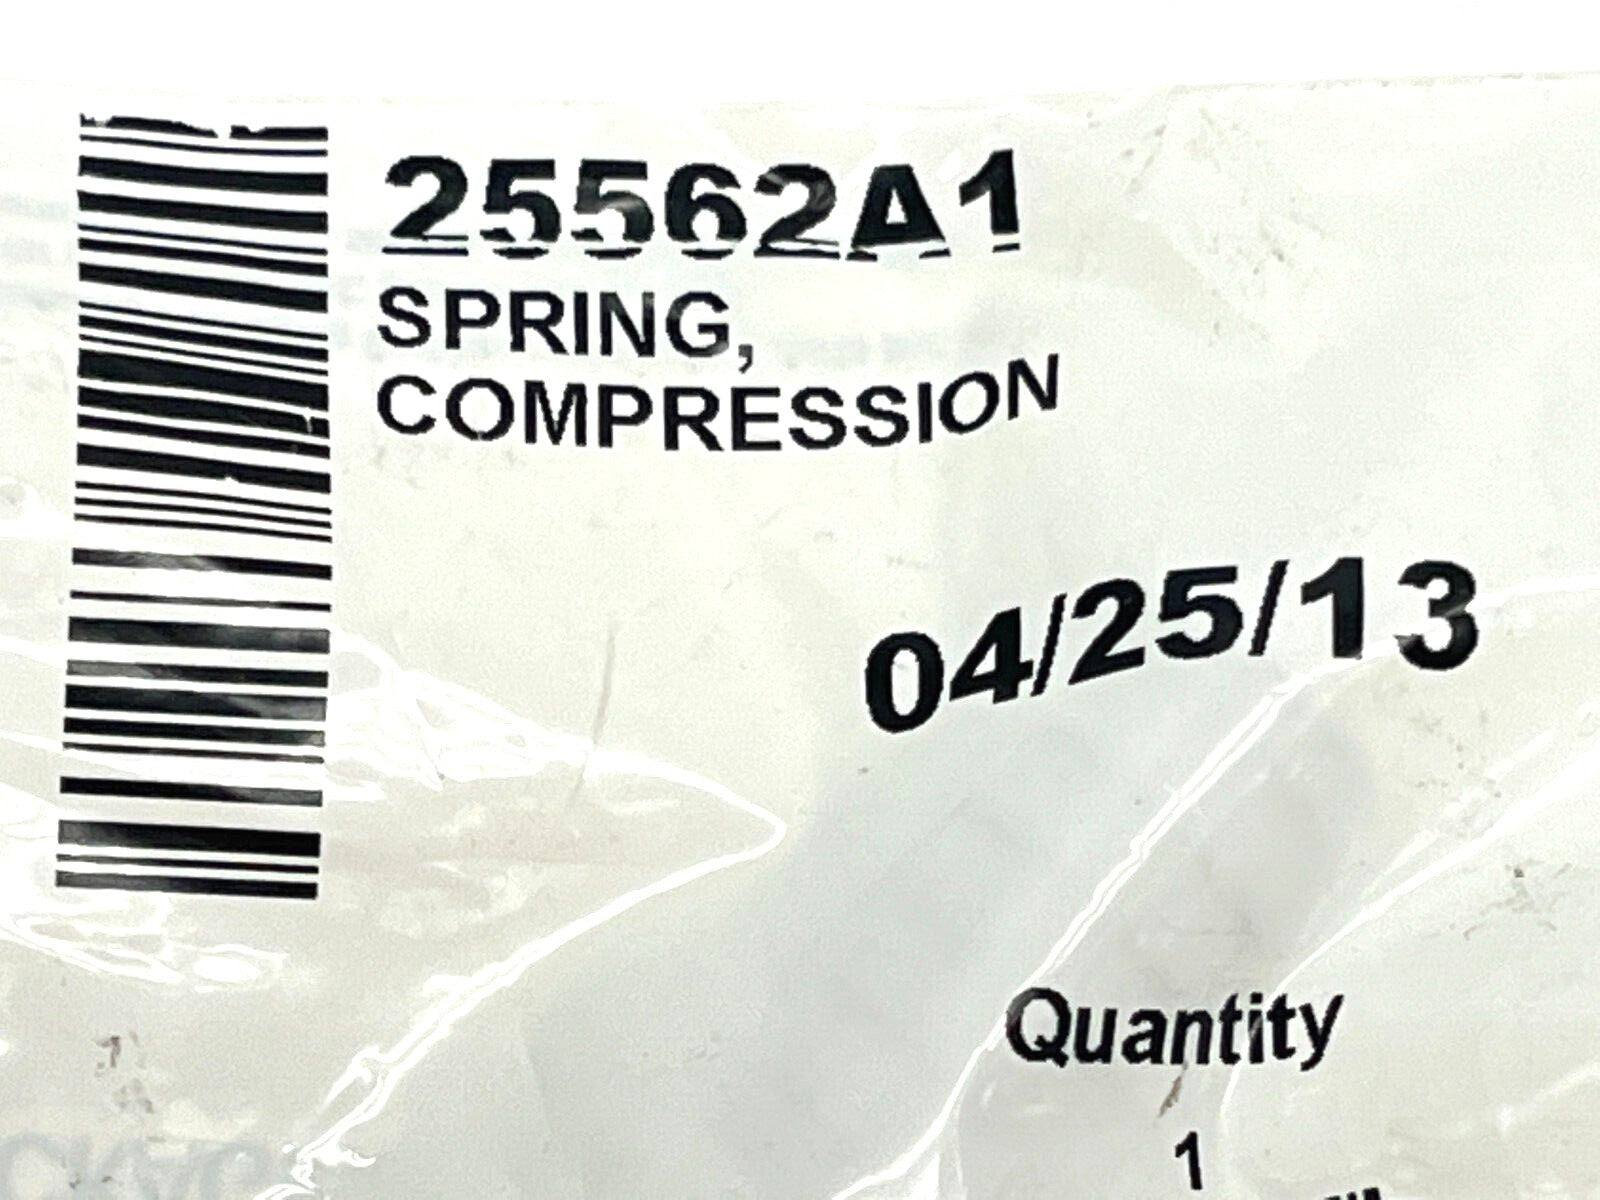 25562A1
SPRING,
COMPRESSION
04/25/13
Quantity
1